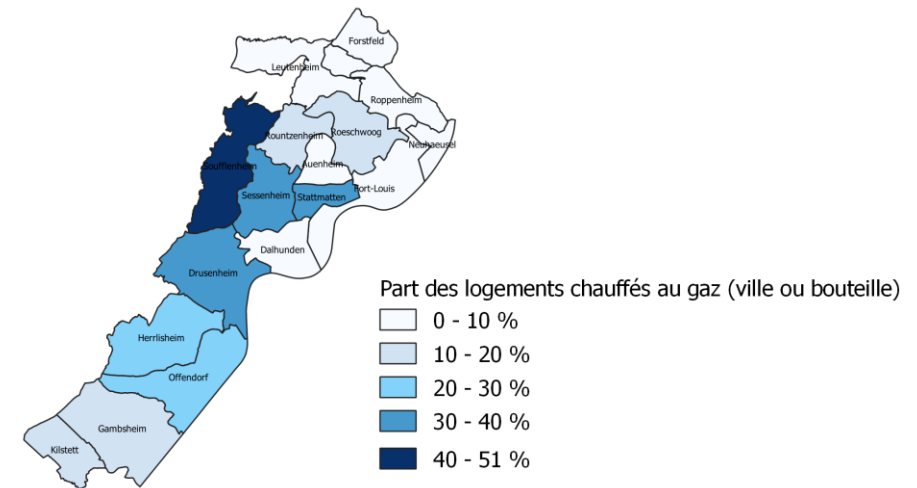 Forstfeld
Leutenheim
Roppenheim
Rountzenheim
Roeschwoog
Neuhaeusel
Soufflenheim
Auenheim
Sessenheim
Stattmatten
Fort-Louis
Dalhunden
Drusenheim
Herrlisheim
Offendorf
Gambsheim
Kilstett
Part des logements chauffés au gaz (ville ou bouteille)
0 - 10 %
10 - 20 %
20 - 30 %
30 - 40 %
40 - 51 %